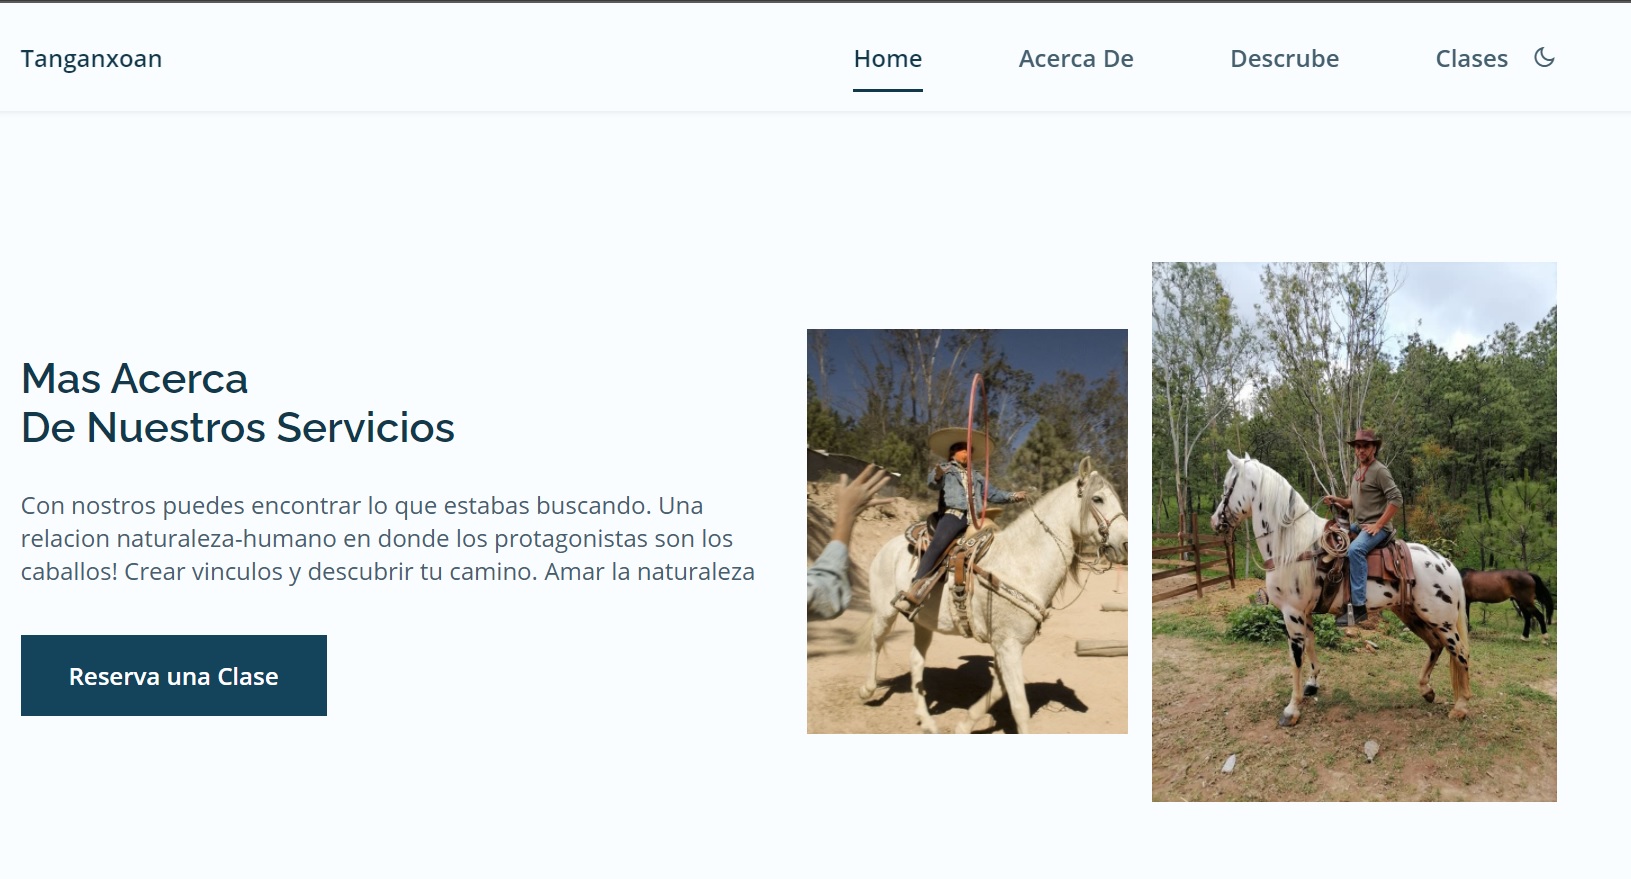 Tanganxoan
Home
Acerca De
Descrube
Clases
Mas Acerca
De Nuestros Servicios
Con nostros puedes encontrar lo que estabas buscando. Una
relacion naturaleza-humano en donde los protagonistas son los
caballos! Crear vinculos y descubrir tu camino. Amar la naturaleza
Reserva una Clase